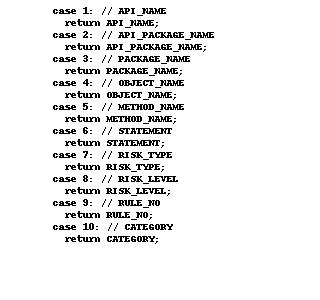 case 1: // API_NAME
return API_NAME;
case 2: // API_PACKAGE_NAME
return API_PACKAGE_NAME;
case 3: // PACKAGE_NAME
return PACKAGE_NAME;
case 4: // OBJECT_NAME
return OBJECT_NAME;
case 5: // METHOD_NAME
return METHOD_NAME;
case 6: // STATEMENT
return STATEMENT;
case 7: // RISK_TYPE
return RISK_TYPE;
case 8: // RISK_LEVEL
return RISK_LEVEL;
case 9: // RULE_NO
return RULE_NO;
case 10: // CATEGORY
return CATEGORY;